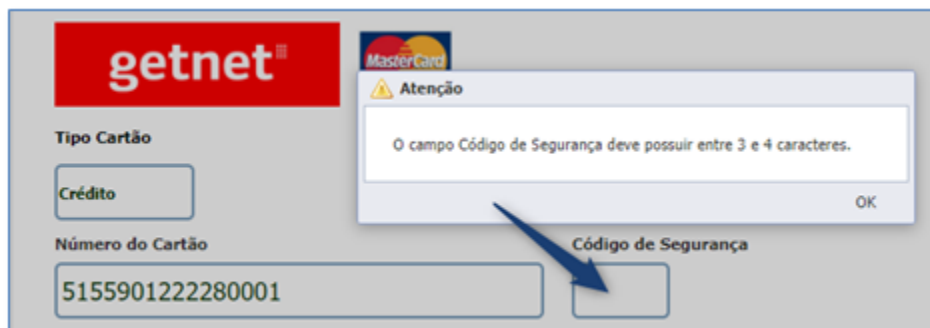 getnet
MasterCard
Atenção
O campo Código de Segurança deve possuir entre 3 e 4 caracteres.
OK
Tipo Cartão
Crédito
Número do Cartão
Código de Segurança
5155901222280001